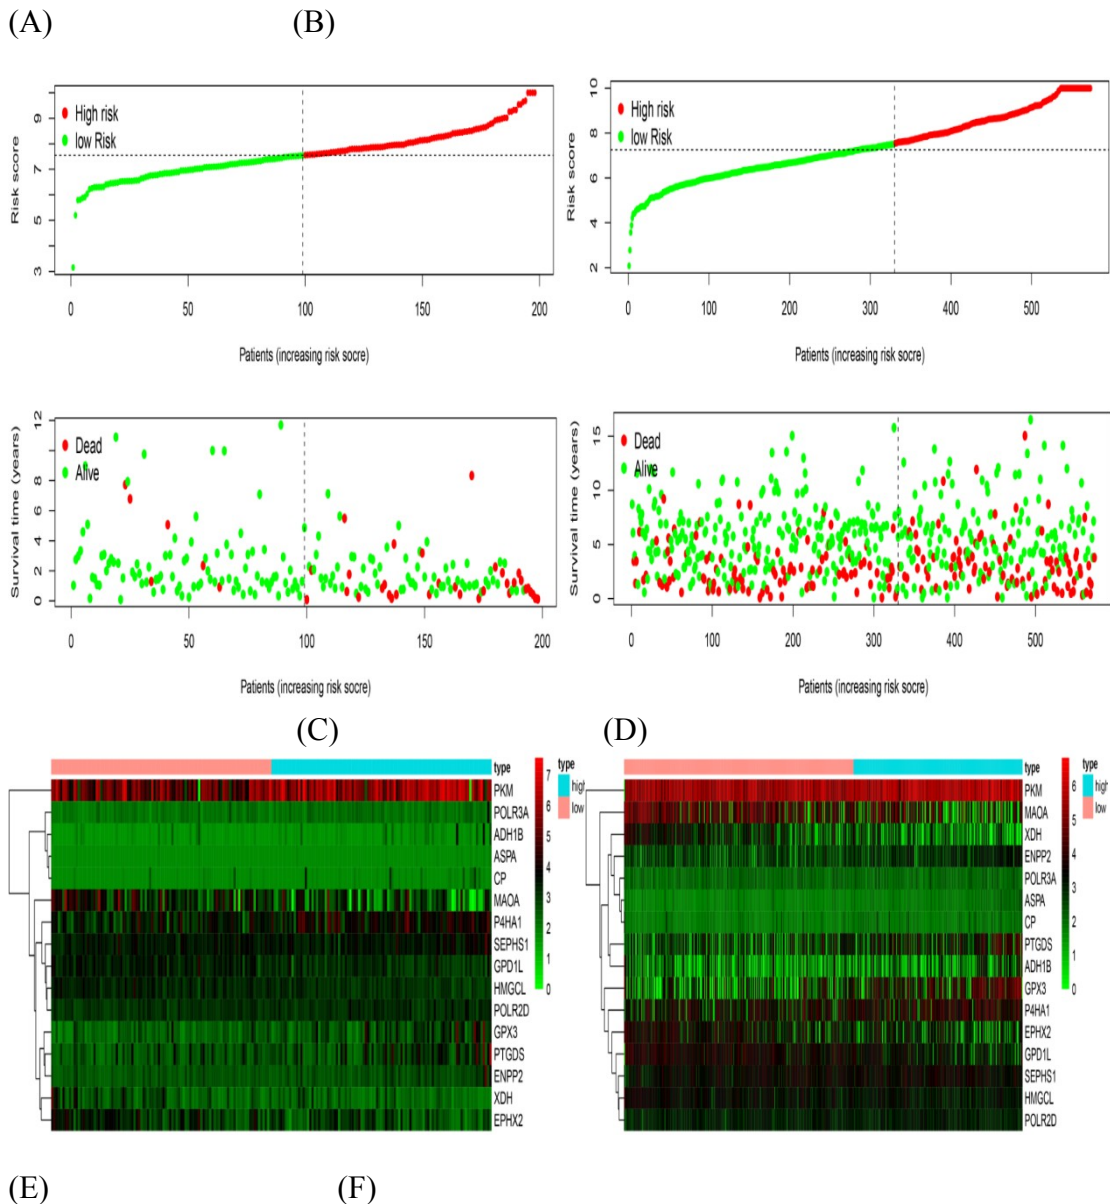 (A) (B)
High risk
low Risk
Risk score
3 5 7 9
0 50 100 150 200
Patients (increasing risk socre)
High risk
low Risk
Risk score
2 4 6 8 10
0 100 200 300 400 500
Patients (increasing risk socre)
Dead
Alive
Survival time (years)
0 2 4 6 8 10 12
0 50 100 150 200
Patients (increasing risk socre)
Dead
Alive
Survival time (years)
0 5 10 15
0 100 200 300 400 500
Patients (increasing risk socre)
(C) (D)
type
PKM
POLR3A
ADH1B
ASPA
CP
MAOA
P4HA1
SEPHS1
GPD1L
HMGCL
POLR2D
GPX3
PTGDS
ENPP2
XDH
EPHX2
7
6
5
4
3
2
1
0
type
high
low
type
PKM
MAOA
XDH
ENPP2
POLR3A
ASPA
CP
PTGDS
ADH1B
GPX3
P4HA1
EPHX2
GPD1L
SEPHS1
HMGCL
POLR2D
6
5
4
3
2
1
0
type
high
low
(E) (F)